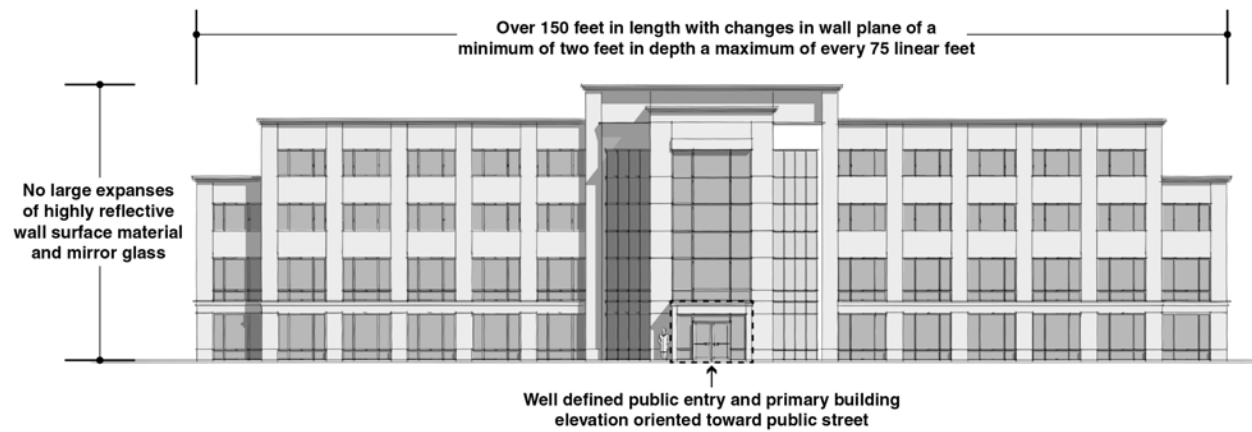 Over 150 feet in length with changes in wall plane of a
minimum of two feet in depth a maximum of every 75 linear feet
No large expanses
of highly reflective
wall surface material
and mirror glass
Well defined public entry and primary building
elevation oriented toward public street